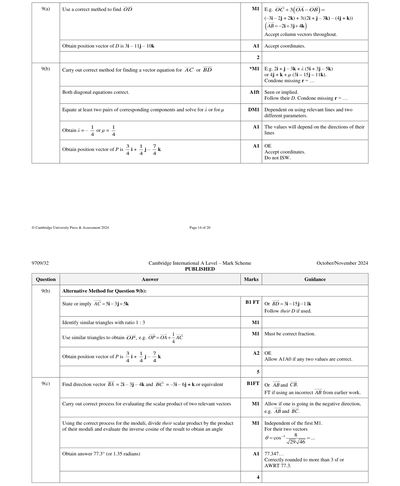 9(a) Use a correct method to find OD M1 E.g. OC + 3(OA − OB) =
(−3i − 2j + 2k) + 3((2i + j − 3k) − (4j + k))
(AB = −2i + 3j + 4k)
Accept column vectors throughout.
Obtain position vector of D is 3i − 11j − 10k A1 Accept coordinates.
2
9(b) Carry out correct method for finding a vector equation for AC or BD *M1 E.g. 2i + j − 3k + λ (5i + 3j − 5k)
or 4j + k + μ (3i − 15j − 11k).
Condone missing r = …
Both diagonal equations correct. A1ft Seen or implied.
Follow their D. Condone missing r = …
Equate at least two pairs of corresponding components and solve for λ or for μ DM1 Dependent on using relevant lines and two
different parameters.
Obtain λ = − 1/4 or μ = 1/4 A1 The values will depend on the directions of their
lines
Obtain position vector of P is 3/4 i + 1/4 j − 7/4 k A1 OE
Accept coordinates.
Do not ISW.
© Cambridge University Press & Assessment 2024 Page 14 of 20
9709/32 Cambridge International A Level – Mark Scheme October/November 2024
PUBLISHED
Question Answer Marks Guidance
9(b) Alternative Method for Question 9(b):
State or imply AC = 5i − 3j + 5k B1 FT Or BD = 3i − 15j − 11k
Follow their D if used.
Identify similar triangles with ratio 1 : 3 M1
Use similar triangles to obtain OP, e.g. OP = OA + 1/4 AC M1 Must be correct fraction.
Obtain position vector of P is 3/4 i + 1/4 j − 7/4 k A2 OE
Allow A1A0 if any two values are correct.
5
9(c) Find direction vector BA = 2i − 3j − 4k and BC = −3i − 6j + k or equivalent B1FT Or AB and CB.
FT if using an incorrect AB from earlier work.
Carry out correct process for evaluating the scalar product of two relevant vectors M1 Allow if one is going in the negative direction,
e.g. AB and BC.
Using the correct process for the moduli, divide their scalar product by the product
of their moduli and evaluate the inverse cosine of the result to obtain an angle M1 Independent of the first M1.
For their two vectors
θ = cos⁻¹ 8/(√29√46) = ...
Obtain answer 77.3° (or 1.35 radians) A1 77.347…
Correctly rounded to more than 3 sf or
AWRT 77.3.
4